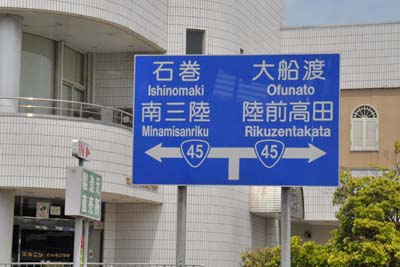 石巻 大船渡
Ishinomaki Ofunato
南三陸 陸前高田
Minamisanriku Rikuzentakata
45 45